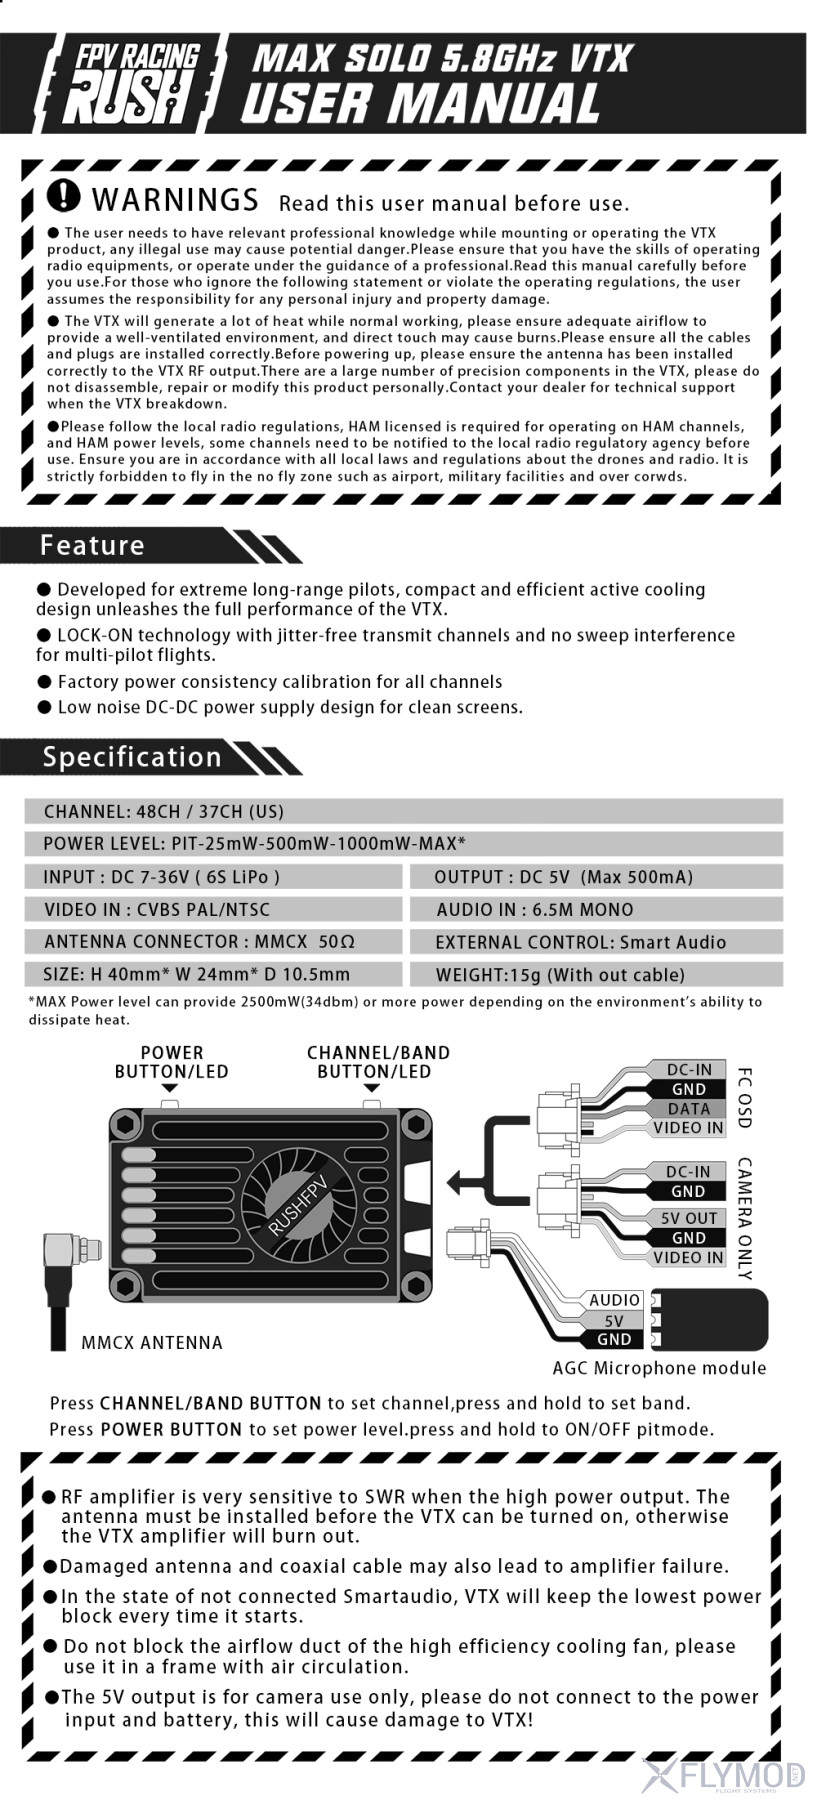 FPV RACING
RUSH
MAX SOLO 5.8GHz VTX
USER MANUAL
WARNINGS Read this user manual before use.
● The user needs to have relevant professional knowledge while mounting or operating the VTX
product, any illegal use may cause potential danger.Please ensure that you have the skills of operating
radio equipments, or operate under the guidance of a professional.Read this manual carefully before
you use.For those who ignore the following statement or violate the operating regulations, the user
assumes the responsibility for any personal injury and property damage.
● The VTX will generate a lot of heat while normal working, please ensure adequate airiflow to
provide a well-ventilated environment, and direct touch may cause burns.Please ensure all the cables
and plugs are installed correctly.Before powering up, please ensure the antenna has been installed
correctly to the VTX RF output.There are a large number of precision components in the VTX, please do
not disassemble, repair or modify this product personally.Contact your dealer for technical support
when the VTX breakdown.
●Please follow the local radio regulations, HAM licensed is required for operating on HAM channels,
and HAM power levels, some channels need to be notified to the local radio regulatory agency before
use. Ensure you are in accordance with all local laws and regulations about the drones and radio. It is
strictly forbidden to fly in the no fly zone such as airport, military facilities and over corwds.
Feature
● Developed for extreme long-range pilots, compact and efficient active cooling
design unleashes the full performance of the VTX.
● LOCK-ON technology with jitter-free transmit channels and no sweep interference
for multi-pilot flights.
● Factory power consistency calibration for all channels
● Low noise DC-DC power supply design for clean screens.
Specification
CHANNEL: 48CH / 37CH (US)
POWER LEVEL: PIT-25mW-500mW-1000mW-MAX*
INPUT : DC 7-36V ( 6S LiPo )
OUTPUT : DC 5V (Max 500mA)
VIDEO IN : CVBS PAL/NTSC
AUDIO IN : 6.5M MONO
ANTENNA CONNECTOR : MMCX 50Ω
EXTERNAL CONTROL: Smart Audio
SIZE: H 40mm* W 24mm* D 10.5mm
WEIGHT:15g (With out cable)
*MAX Power level can provide 2500mW(34dbm) or more power depending on the environment's ability to
dissipate heat.
POWER
BUTTON/LED
CHANNEL/BAND
BUTTON/LED
DC-IN
GND
DATA
VIDEO IN
FC OSD
DC-IN
GND
5V OUT
GND
VIDEO IN
CAMERA ONLY
RUSHFPV
AUDIO
5V
GND
MMCX ANTENNA
AGC Microphone module
Press CHANNEL/BAND BUTTON to set channel,press and hold to set band.
Press POWER BUTTON to set power level.press and hold to ON/OFF pitmode.
● RF amplifier is very sensitive to SWR when the high power output. The
antenna must be installed before the VTX can be turned on, otherwise
the VTX amplifier will burn out.
●Damaged antenna and coaxial cable may also lead to amplifier failure.
●In the state of not connected Smartaudio, VTX will keep the lowest power
block every time it starts.
● Do not block the airflow duct of the high efficiency cooling fan, please
use it in a frame with air circulation.
●The 5V output is for camera use only, please do not connect to the power
input and battery, this will cause damage to VTX!
FLYMOD
.NET
FLIGHT SYSTEMS